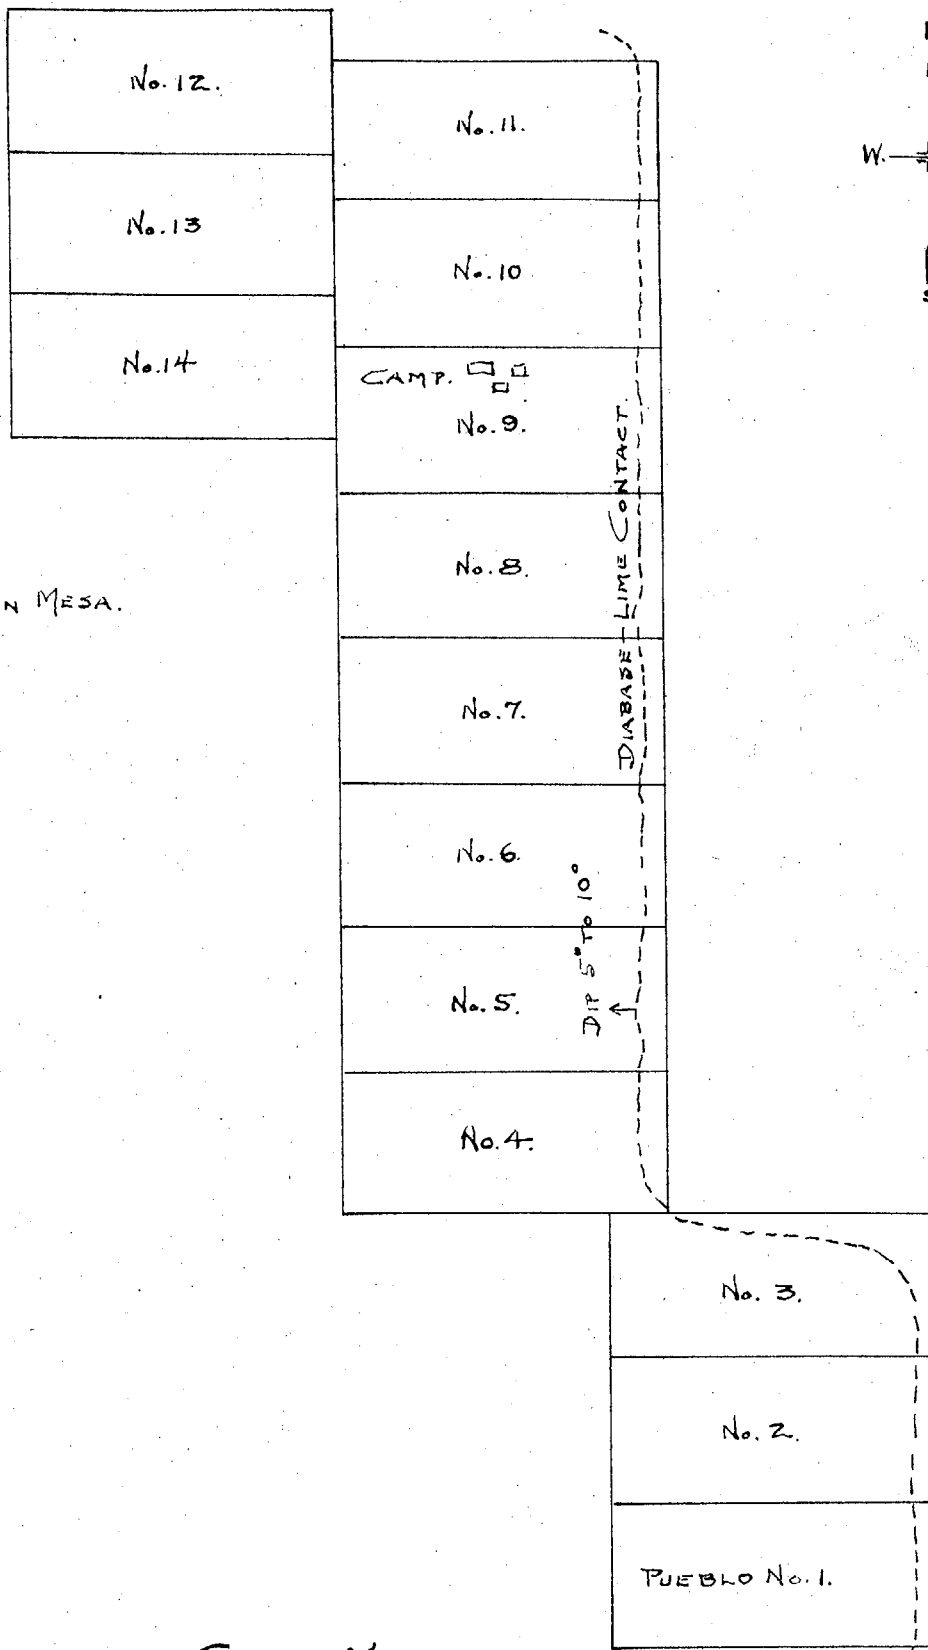 No. 12.
No. 11.
W.
No. 13
No. 10
No. 14
CAMP.
No. 9.
DIABASE-LIME CONTACT.
No. 8.
N MESA.
No. 7.
No. 6.
DIP 5° TO 10°
No. 5.
No. 4.
No. 3.
No. 2.
PUEBLO No. 1.